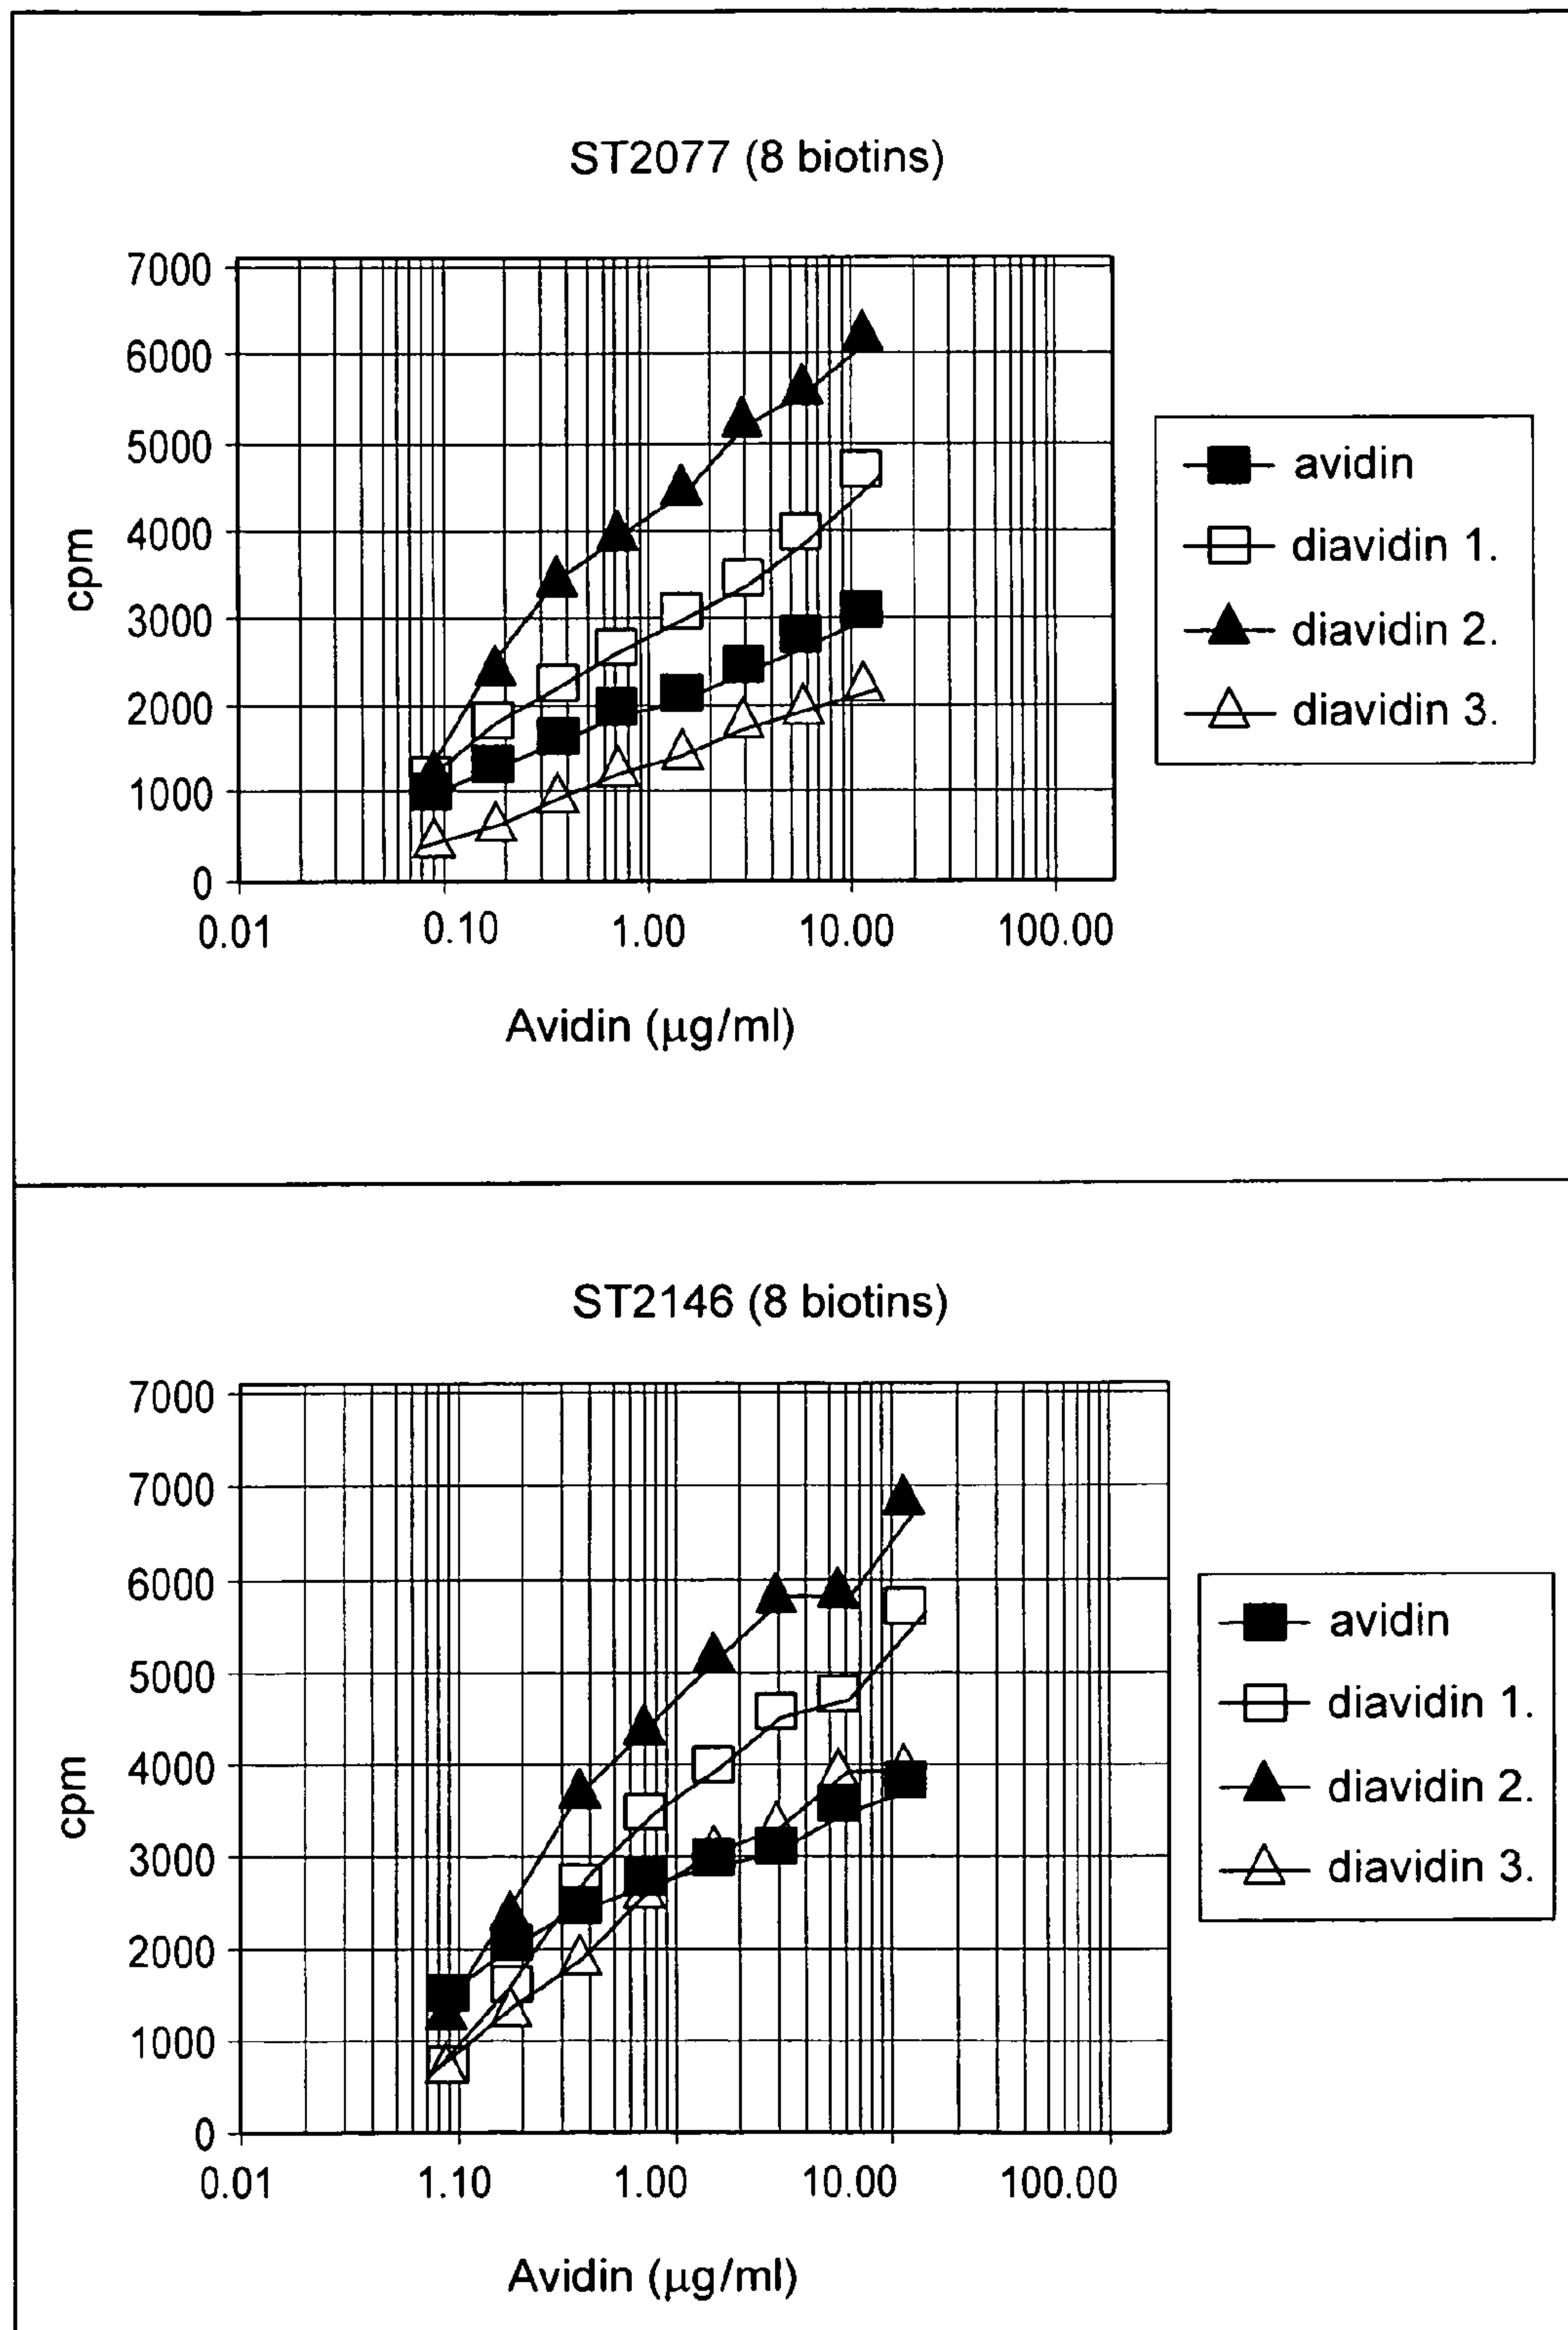 ST2077 (8 biotins)
7000
6000
5000
4000
3000
2000
1000
0
cpm
0.01 0.10 1.00 10.00 100.00
Avidin (μg/ml)
avidin
diavidin 1.
diavidin 2.
diavidin 3.
ST2146 (8 biotins)
7000
7000
6000
5000
4000
3000
2000
1000
0
cpm
0.01 1.10 1.00 10.00 100.00
Avidin (μg/ml)
avidin
diavidin 1.
diavidin 2.
diavidin 3.